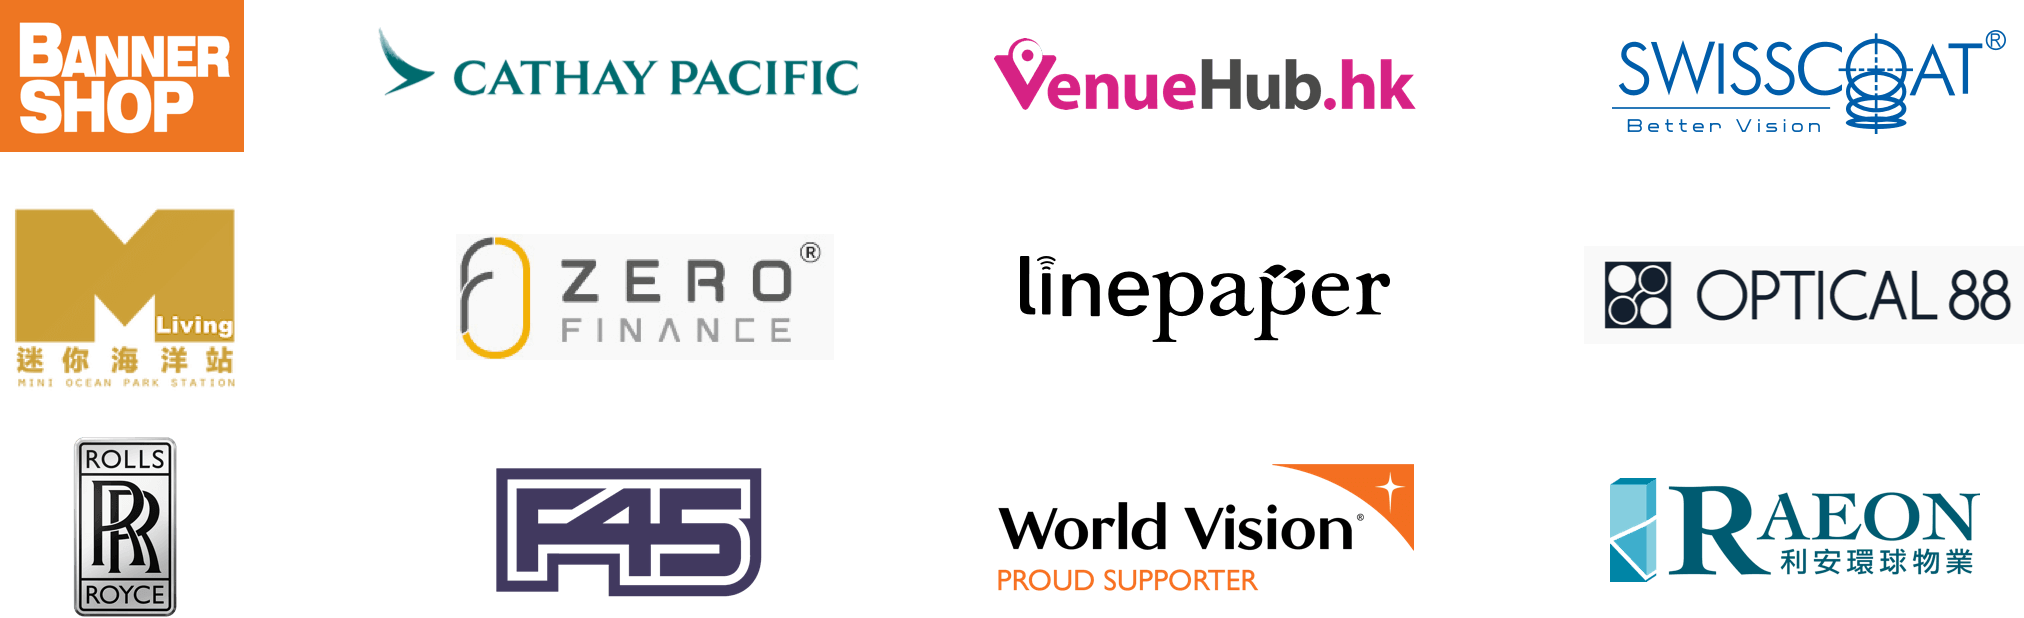 BANNER
SHOP
CATHAY PACIFIC
VenueHub.hk
SWISSCOAT®
Better Vision
M
Living
迷你海洋站
MINI OCEAN PARK STATION
ZERO®
FINANCE
linepaper
OPTICAL 88
ROLLS
RR
ROYCE
F45
World Vision®
PROUD SUPPORTER
RAEON
利安環球物業